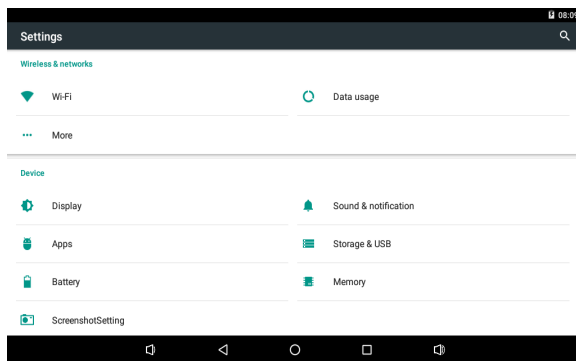 08:09
Settings
Wireless & networks
Wi-Fi
Data usage
More
Device
Display
Sound & notification
Apps
Storage & USB
Battery
Memory
ScreenshotSetting